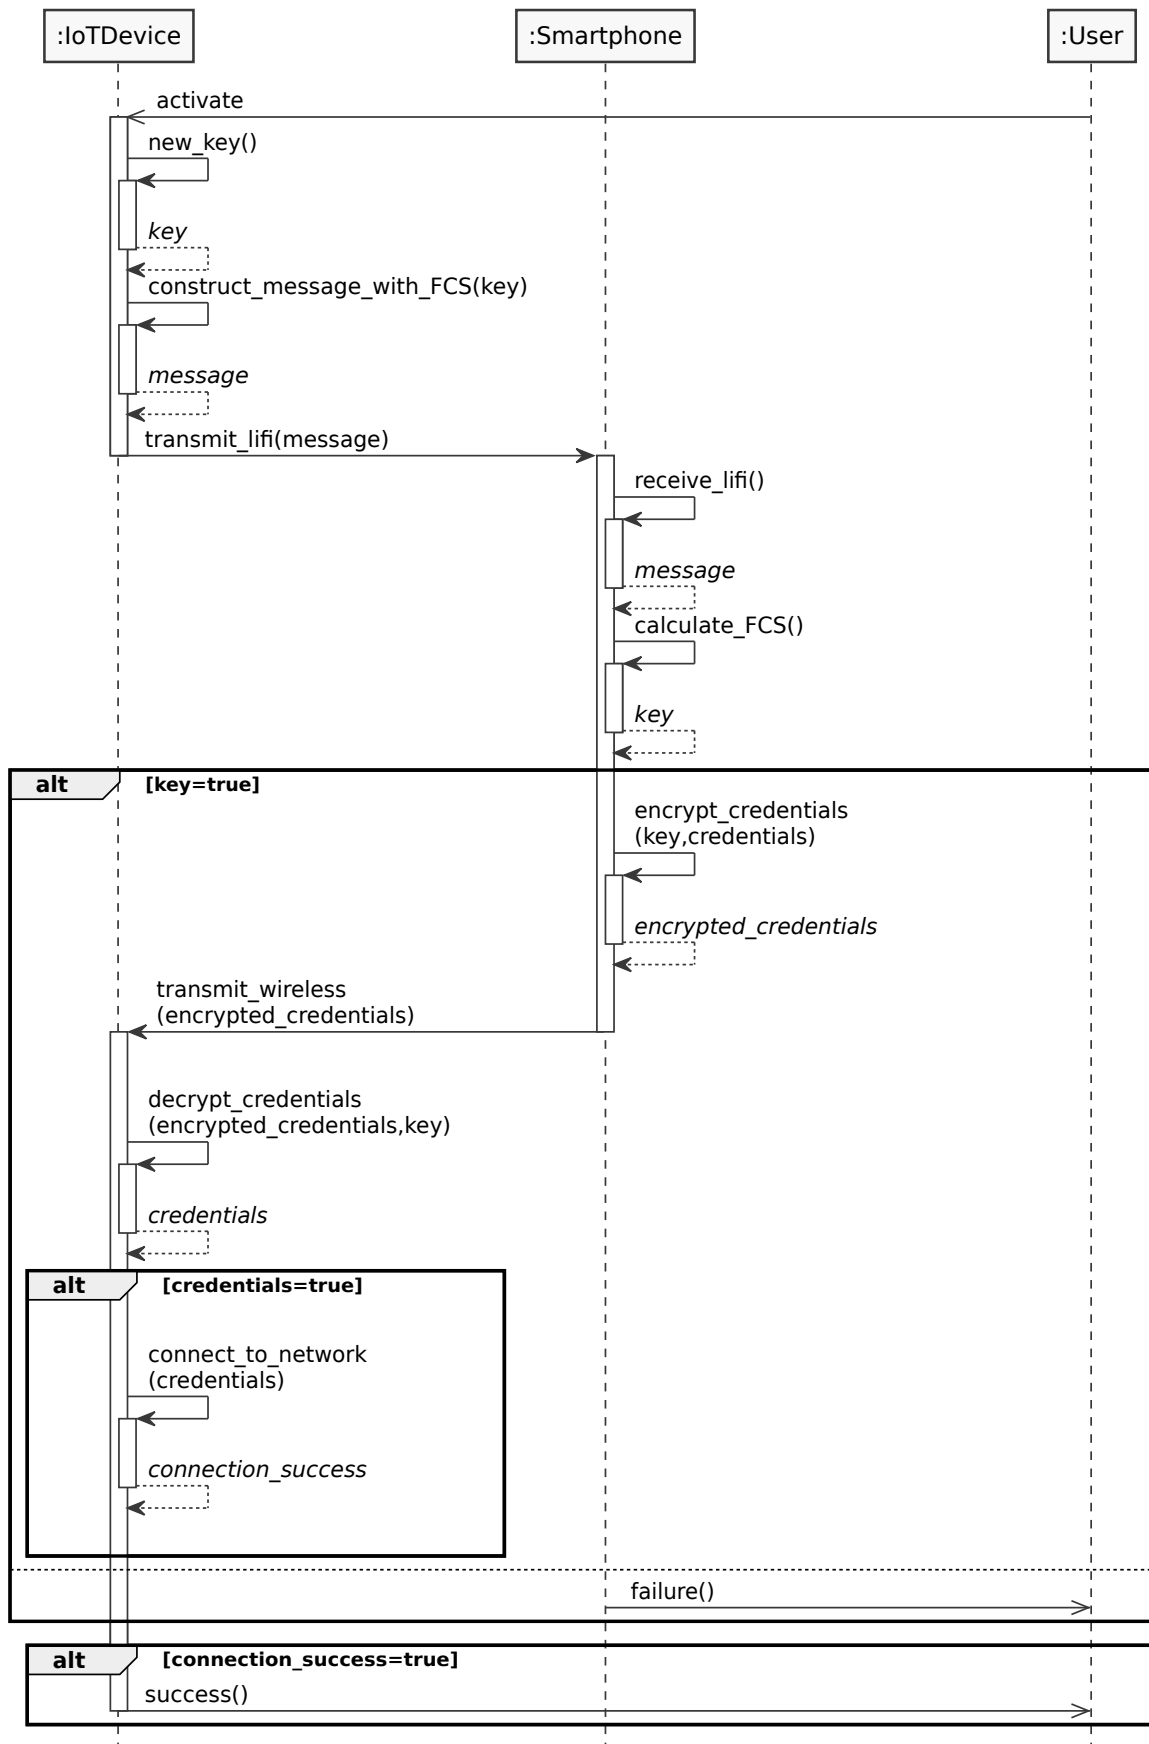 :IoTDevice
:Smartphone
:User
activate
new_key()
key
construct_message_with_FCS(key)
message
transmit_lifi(message)
receive_lifi()
message
calculate_FCS()
key
alt
[key=true]
encrypt_credentials
(key,credentials)
encrypted_credentials
transmit_wireless
(encrypted_credentials)
decrypt_credentials
(encrypted_credentials,key)
credentials
alt
[credentials=true]
connect_to_network
(credentials)
connection_success
failure()
alt
[connection_success=true]
success()